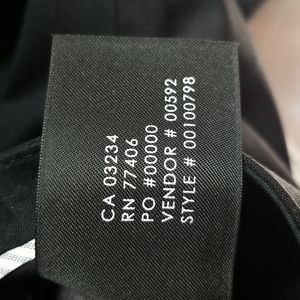 CA 03234
RN 77406
PO #00000
VENDOR # 00592
STYLE # 00100798